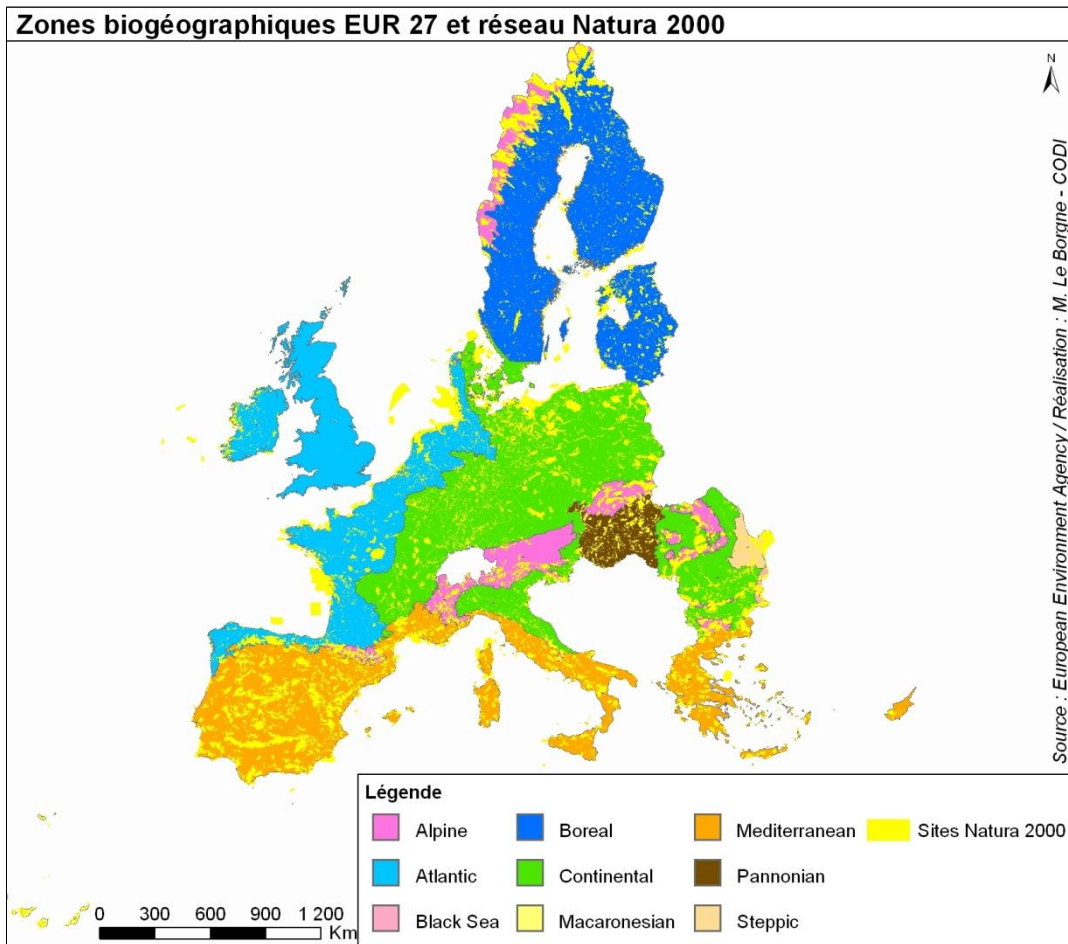 Zones biogéographiques EUR 27 et réseau Natura 2000
N
Source : European Environment Agency / Réalisation : M. Le Borgne - CODI
Légende
Alpine
Boreal
Mediterranean
Sites Natura 2000
Atlantic
Continental
Pannonian
Black Sea
Macaronesian
Steppic
0 300 600 900 1 200
Km